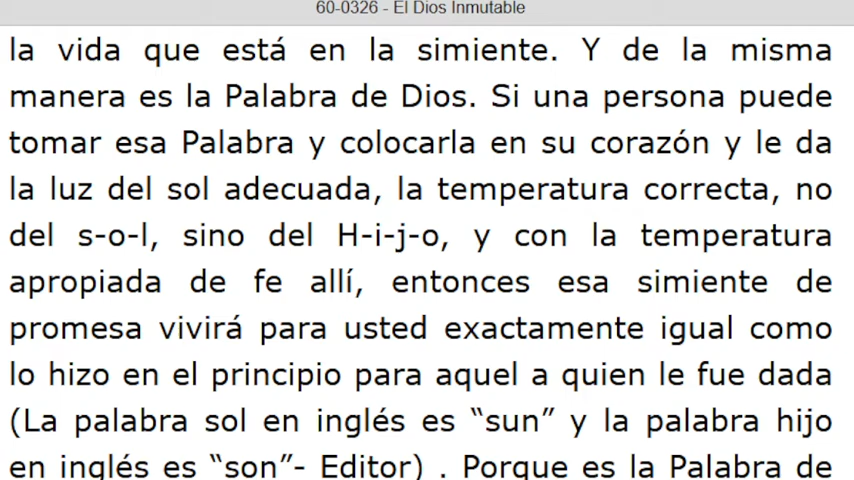 60-0326 - El Dios Inmutable
la vida que está en la simiente. Y de la misma
manera es la Palabra de Dios. Si una persona puede
tomar esa Palabra y colocarla en su corazón y le da
la luz del sol adecuada, la temperatura correcta, no
del s-o-l, sino del H-i-j-o, y con la temperatura
apropiada de fe allí, entonces esa simiente de
promesa vivirá para usted exactamente igual como
lo hizo en el principio para aquel a quien le fue dada
(La palabra sol en inglés es “sun” y la palabra hijo
en inglés es “son”- Editor) . Porque es la Palabra de